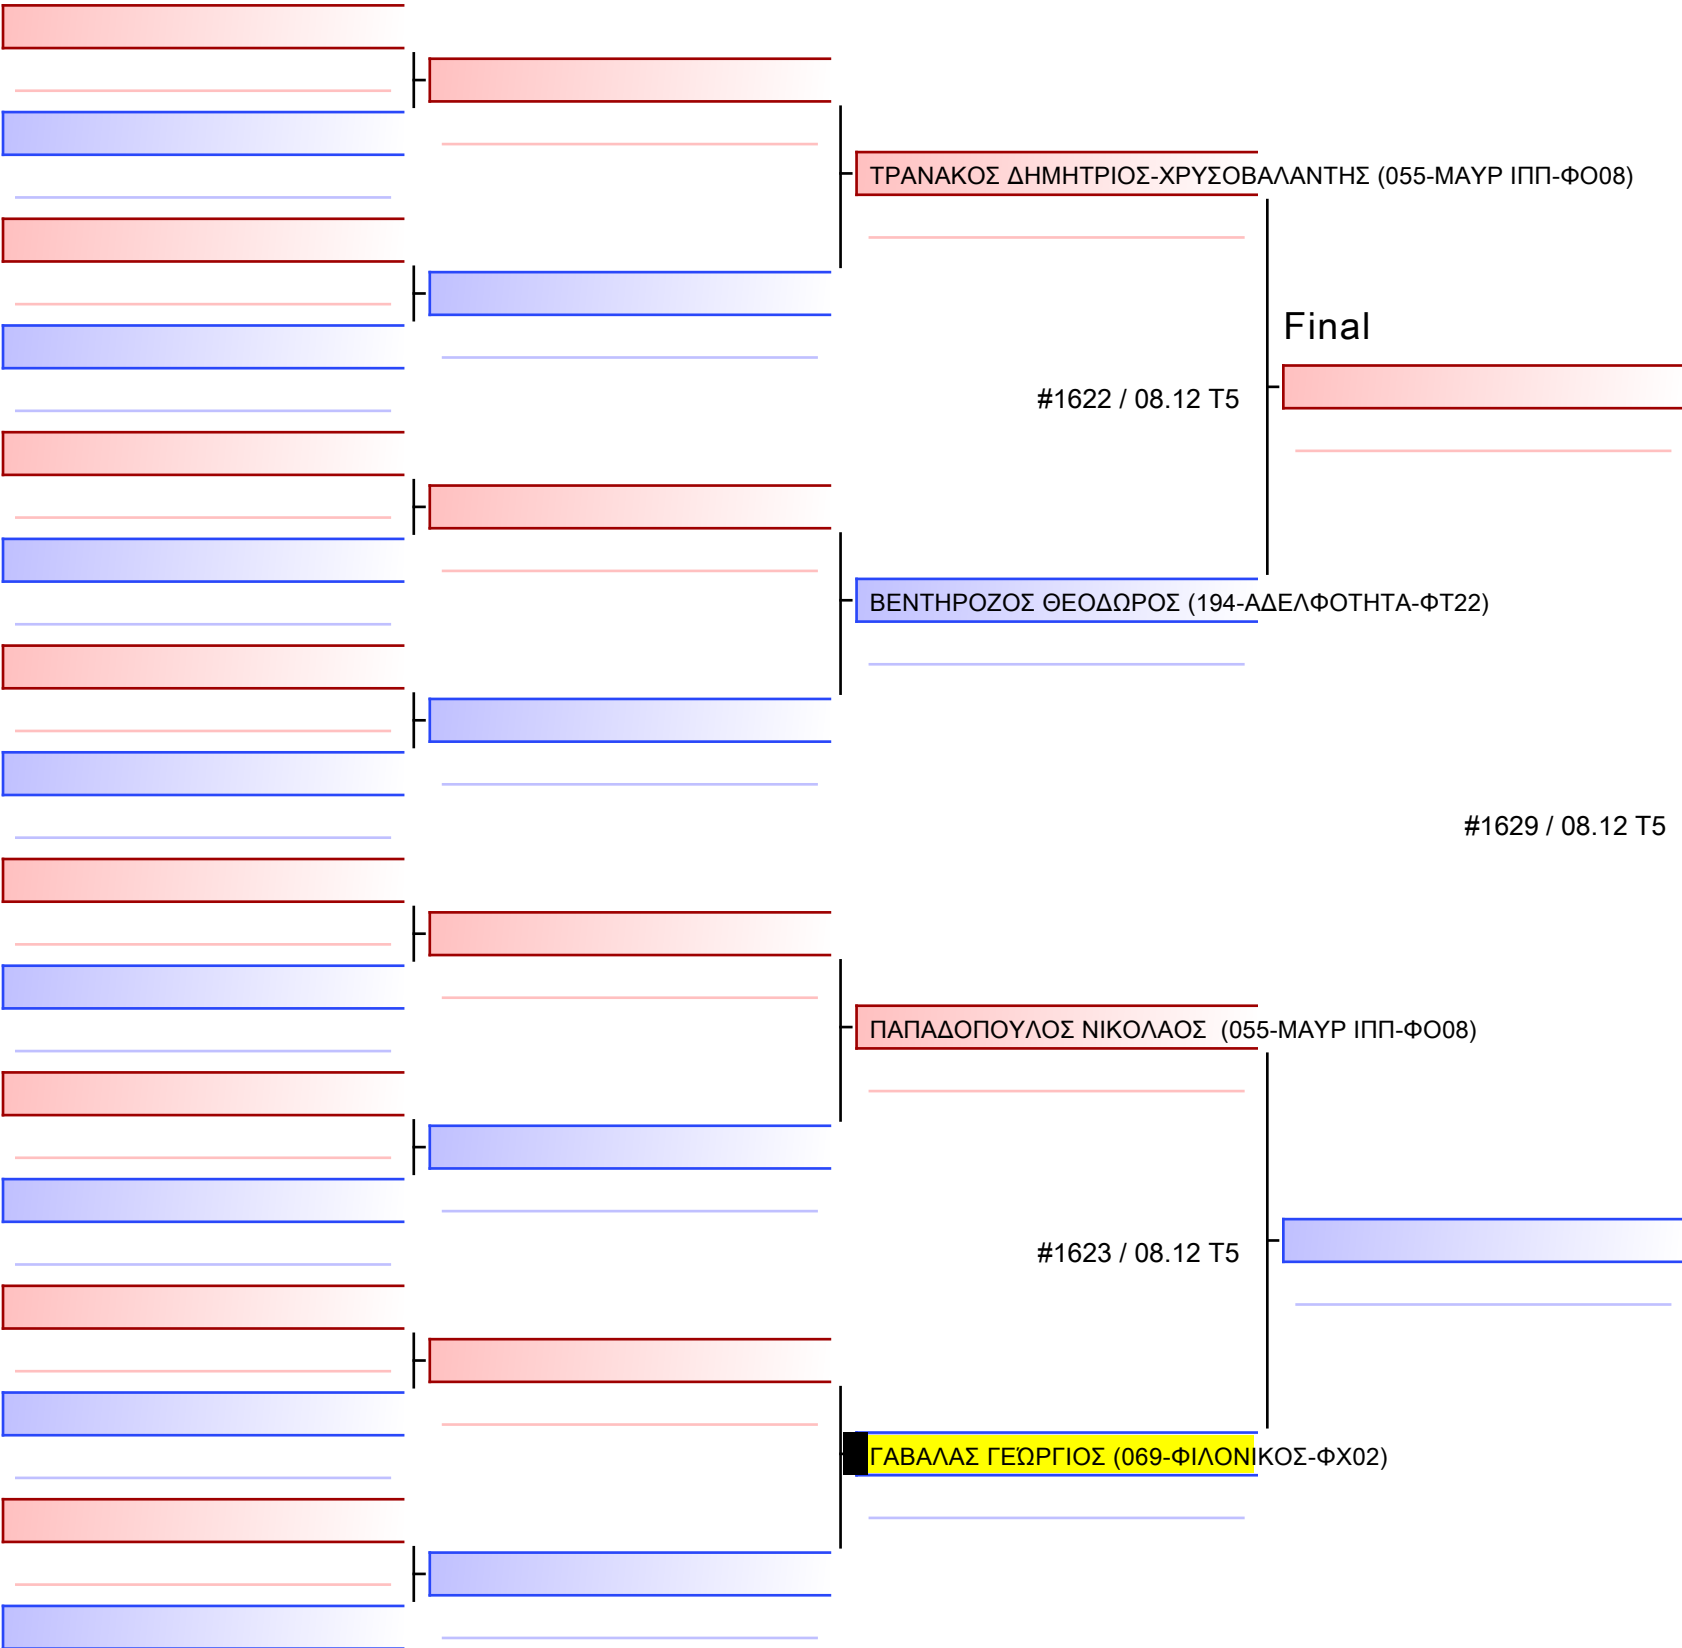 ΤΡΑΝΑΚΟΣ ΔΗΜΗΤΡΙΟΣ-ΧΡΥΣΟΒΑΛΑΝΤΗΣ (055-ΜΑΥΡ ΙΠΠ-ΦΟ08)
Final
#1622 / 08.12 T5
ΒΕΝΤΗΡΟΖΟΣ ΘΕΟΔΩΡΟΣ (194-ΑΔΕΛΦΟΤΗΤΑ-ΦΤ22)
#1629 / 08.12 T5
ΠΑΠΑΔΟΠΟΥΛΟΣ ΝΙΚΟΛΑΟΣ (055-ΜΑΥΡ ΙΠΠ-ΦΟ08)
#1623 / 08.12 T5
ΓΑΒΑΛΑΣ ΓΕΏΡΓΙΟΣ (069-ΦΙΛΟΝΙΚΟΣ-ΦΧ02)